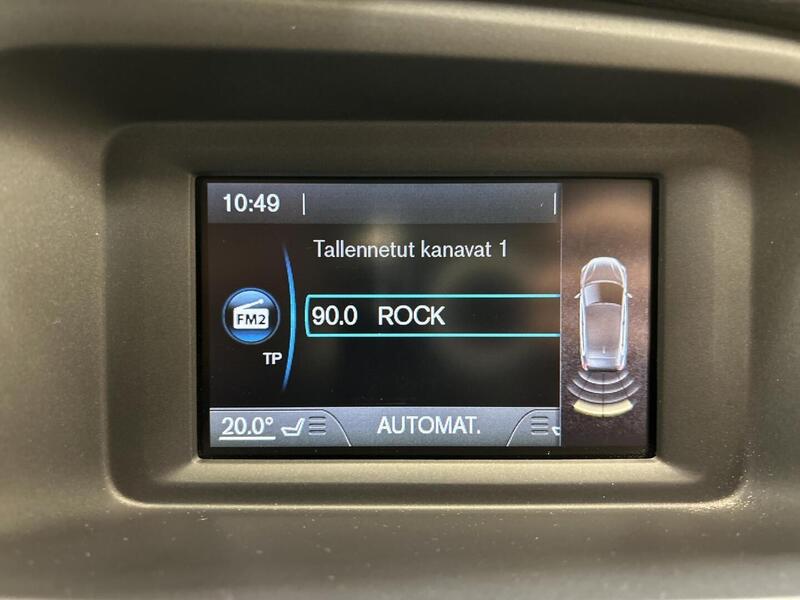 10:49
Tallennetut kanavat 1
FM2
90.0 ROCK
TP
20.0° AUTOMAT.